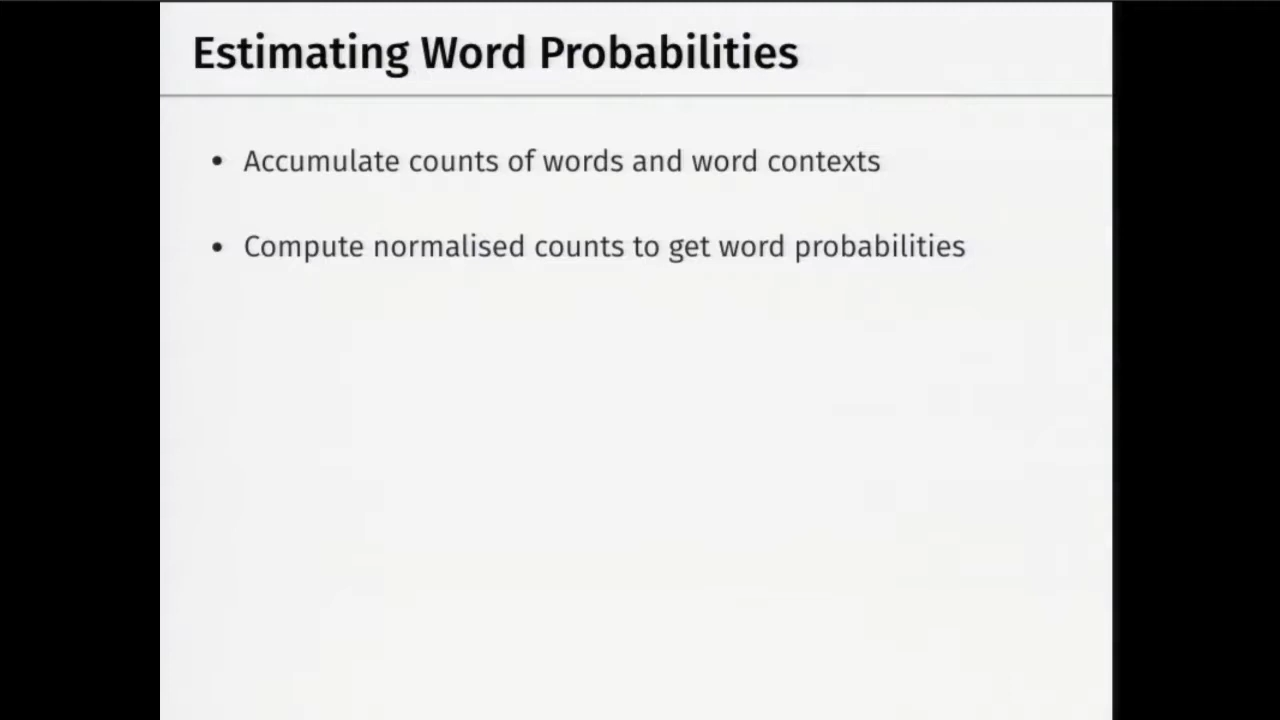 Estimating Word Probabilities
• Accumulate counts of words and word contexts
• Compute normalised counts to get word probabilities